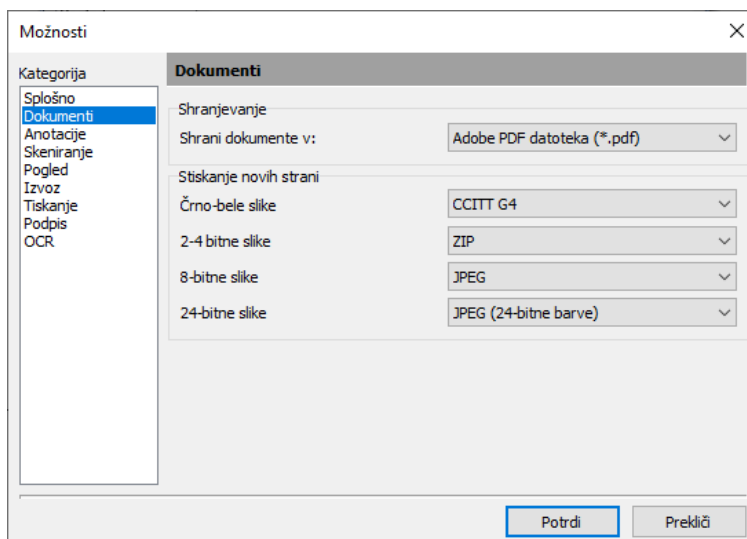 Možnosti
Kategorija
Splošno
Dokumenti
Anotacije
Skeniranje
Pogled
Izvoz
Tiskanje
Podpis
OCR
Dokumenti
Shranjevanje
Shrani dokumente v: Adobe PDF datoteka (*.pdf)
Stiskanje novih strani
Črno-bele slike CCITT G4
2-4 bitne slike ZIP
8-bitne slike JPEG
24-bitne slike JPEG (24-bitne barve)
Potrdi Prekliči